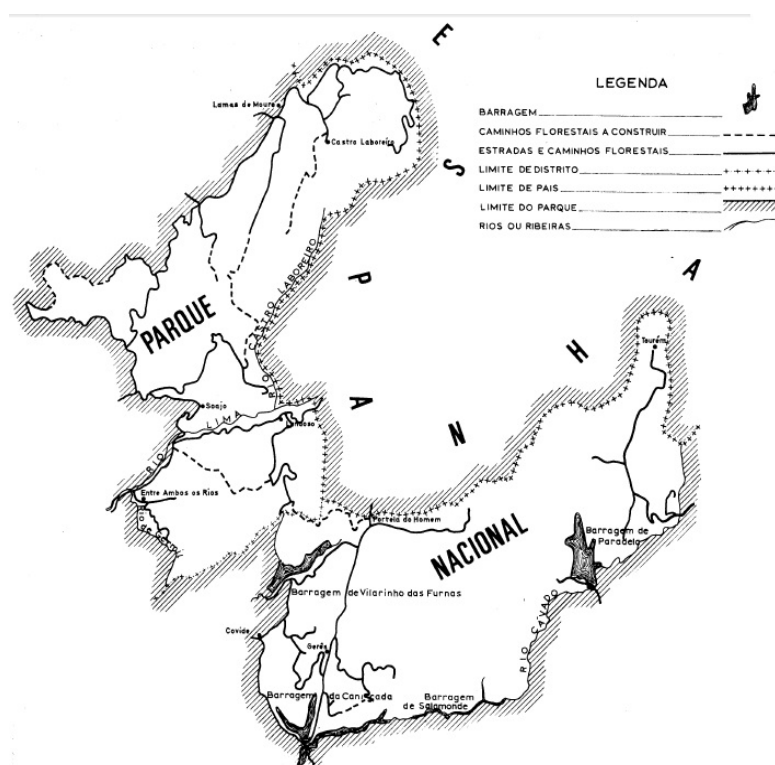 E
S
P
A
N
H
A
LEGENDA
BARRAGEM
CAMINHOS FLORESTAIS A CONSTRUIR
ESTRADAS E CAMINHOS FLORESTAIS
LIMITE DE DISTRITO
LIMITE DE PAIS
LIMITE DO PARQUE
RIOS OU RIBEIRAS
Lamas de Mouro
Castro Laboreiro
RIO CASTRO LABOREIRO
PARQUE
Tourém
Soajo
RIO LIMA
Lindoso
Entre Ambos os Rios
Portela do Homem
NACIONAL
Barragem de
Paradela
Barragem de Vilarinho das Furnas
RIO CÁVADO
Covide
Gerês
Barragem da Caniçada
Barragem
de Salamonde